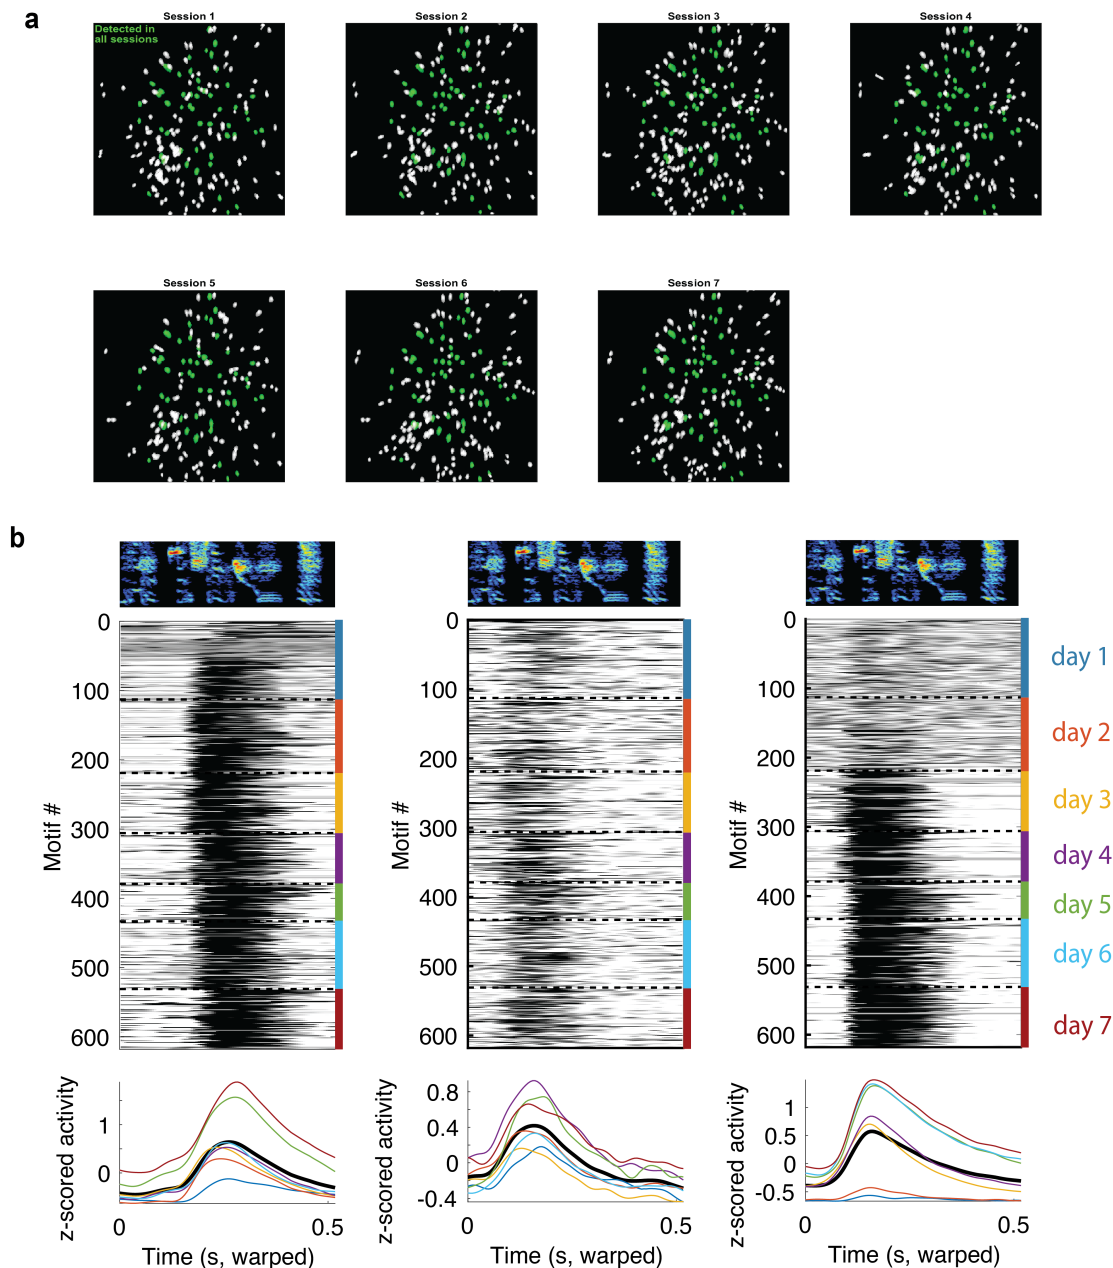 a
Session 1
Session 2
Session 3
Session 4
Detected in
all sessions
Session 5
Session 6
Session 7
b
0
100
200
300
400
500
600
Motif #
0
100
200
300
400
500
600
Motif #
0
100
200
300
400
500
600
Motif #
day 1
day 2
day 3
day 4
day 5
day 6
day 7
z-scored activity
1
0
0
0.5
Time (s, warped)
z-scored activity
0.8
0.4
0
-0.4
0
0.5
Time (s, warped)
z-scored activity
1
0.5
0
-0.5
0
0.5
Time (s, warped)